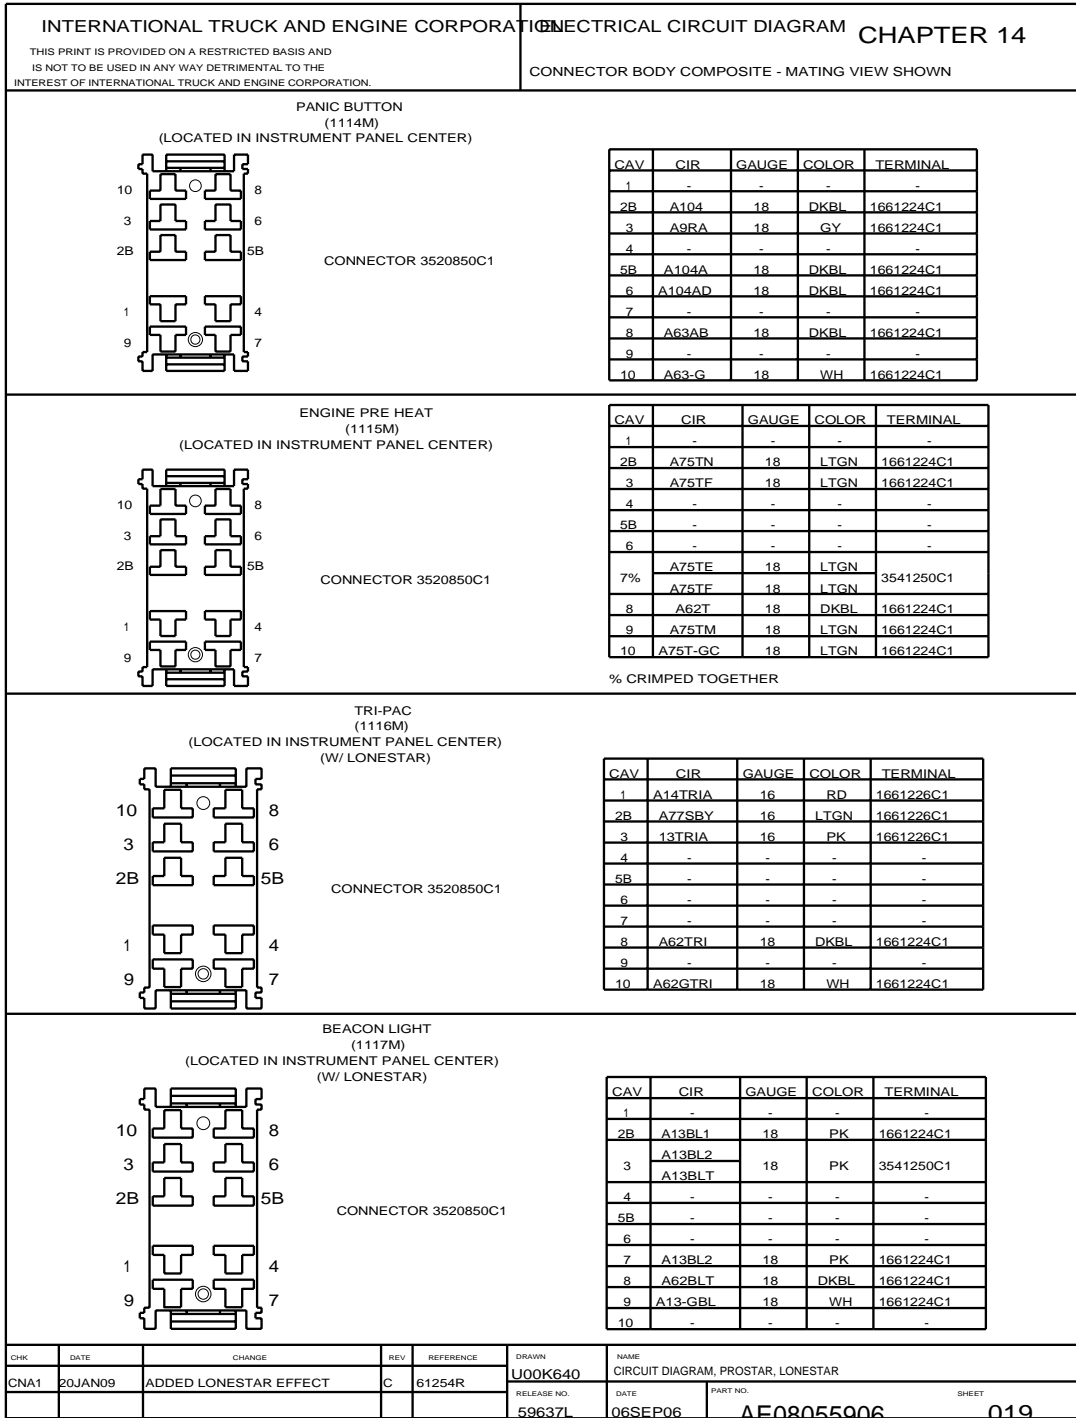 INTERNATIONAL TRUCK AND ENGINE CORPORATION
THIS PRINT IS PROVIDED ON A RESTRICTED BASIS AND
IS NOT TO BE USED IN ANY WAY DETRIMENTAL TO THE
INTEREST OF INTERNATIONAL TRUCK AND ENGINE CORPORATION.
ELECTRICAL CIRCUIT DIAGRAM CHAPTER 14
CONNECTOR BODY COMPOSITE - MATING VIEW SHOWN
PANIC BUTTON
(1114M)
(LOCATED IN INSTRUMENT PANEL CENTER)
10 8
3 6
2B 5B
1 4
9 7
CONNECTOR 3520850C1
CAV CIR GAUGE COLOR TERMINAL
1 - - - -
2B A104 18 DKBL 1661224C1
3 A9RA 18 GY 1661224C1
4 - - - -
5B A104A 18 DKBL 1661224C1
6 A104AD 18 DKBL 1661224C1
7 - - - -
8 A63AB 18 DKBL 1661224C1
9 - - - -
10 A63-G 18 WH 1661224C1
ENGINE PRE HEAT
(1115M)
(LOCATED IN INSTRUMENT PANEL CENTER)
10 8
3 6
2B 5B
1 4
9 7
CONNECTOR 3520850C1
CAV CIR GAUGE COLOR TERMINAL
1 - - - -
2B A75TN 18 LTGN 1661224C1
3 A75TF 18 LTGN 1661224C1
4 - - - -
5B - - - -
6 - - - -
7% A75TE 18 LTGN 3541250C1
A75TF 18 LTGN
8 A62T 18 DKBL 1661224C1
9 A75TM 18 LTGN 1661224C1
10 A75T-GC 18 LTGN 1661224C1
% CRIMPED TOGETHER
TRI-PAC
(1116M)
(LOCATED IN INSTRUMENT PANEL CENTER)
(W/ LONESTAR)
10 8
3 6
2B 5B
1 4
9 7
CONNECTOR 3520850C1
CAV CIR GAUGE COLOR TERMINAL
1 A14TRIA 16 RD 1661226C1
2B A77SBY 16 LTGN 1661226C1
3 13TRIA 16 PK 1661226C1
4 - - - -
5B - - - -
6 - - - -
7 - - - -
8 A62TRI 18 DKBL 1661224C1
9 - - - -
10 A62GTRI 18 WH 1661224C1
BEACON LIGHT
(1117M)
(LOCATED IN INSTRUMENT PANEL CENTER)
(W/ LONESTAR)
10 8
3 6
2B 5B
1 4
9 7
CONNECTOR 3520850C1
CAV CIR GAUGE COLOR TERMINAL
1 - - - -
2B A13BL1 18 PK 1661224C1
3 A13BL2 18 PK 3541250C1
A13BLT
4 - - - -
5B - - - -
6 - - - -
7 A13BL2 18 PK 1661224C1
8 A62BLT 18 DKBL 1661224C1
9 A13-GBL 18 WH 1661224C1
10 - - - -
CHK DATE CHANGE REV REFERENCE
CNA1 20JAN09 ADDED LONESTAR EFFECT C 61254R
DRAWN
U00K640
NAME
CIRCUIT DIAGRAM, PROSTAR, LONESTAR
RELEASE NO.
59637L
DATE
06SEP06
PART NO.
AE08055906
SHEET
019